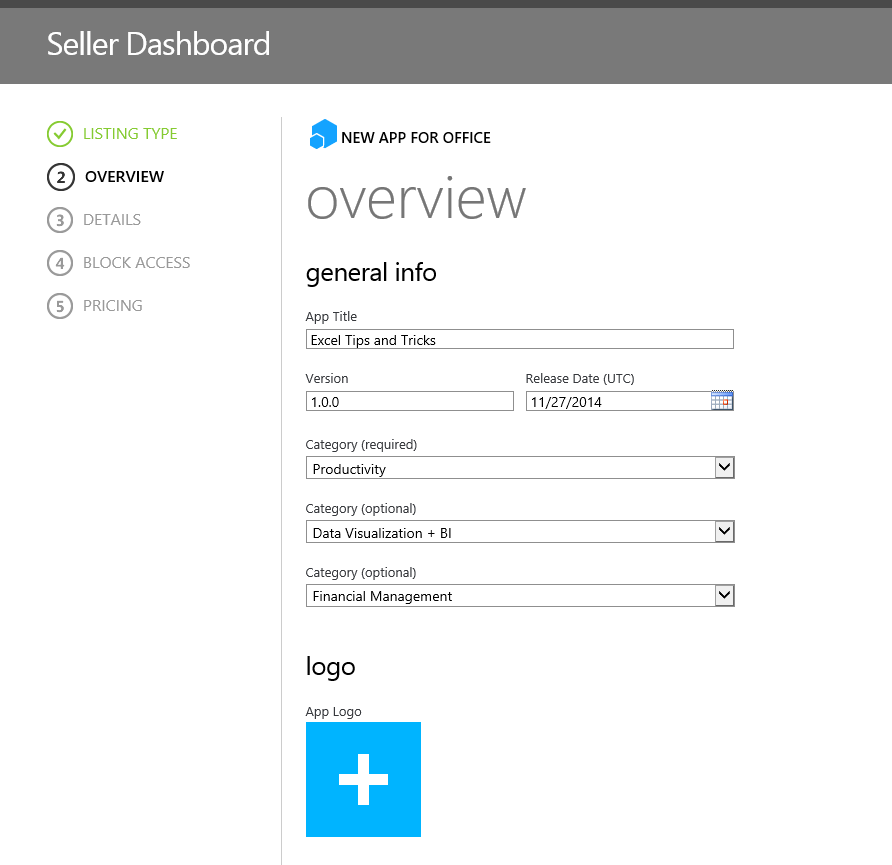 Seller Dashboard
LISTING TYPE
2 OVERVIEW
3 DETAILS
4 BLOCK ACCESS
5 PRICING
NEW APP FOR OFFICE
overview
general info
App Title
Excel Tips and Tricks
Version Release Date (UTC)
1.0.0 11/27/2014
Category (required)
Productivity
Category (optional)
Data Visualization + BI
Category (optional)
Financial Management
logo
App Logo